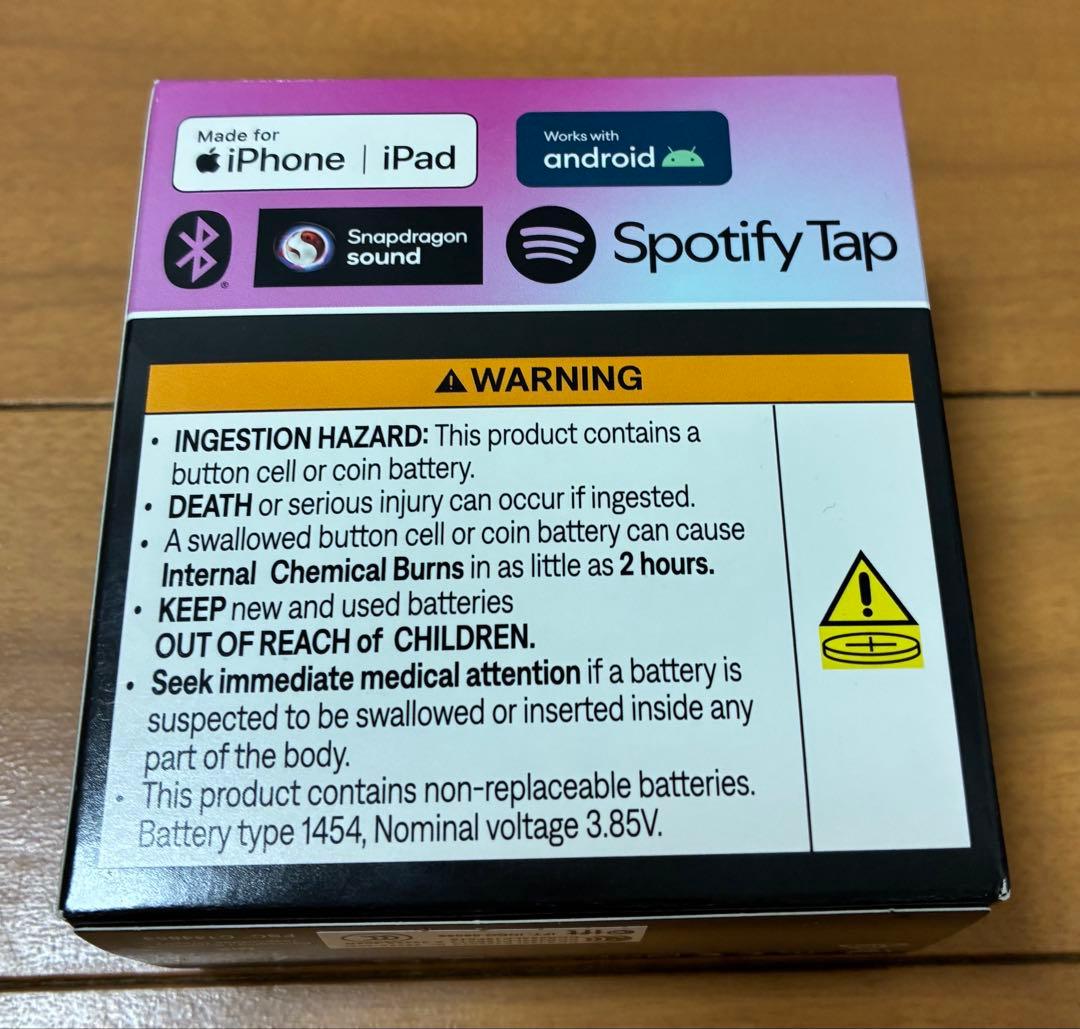 Made for
iPhone | iPad
Works with
android
Snapdragon
sound
Spotify Tap
WARNING
• INGESTION HAZARD: This product contains a
button cell or coin battery.
• DEATH or serious injury can occur if ingested.
• A swallowed button cell or coin battery can cause
Internal Chemical Burns in as little as 2 hours.
• KEEP new and used batteries
OUT OF REACH of CHILDREN.
• Seek immediate medical attention if a battery is
suspected to be swallowed or inserted inside any
part of the body.
• This product contains non-replaceable batteries.
Battery type 1454, Nominal voltage 3.85V.